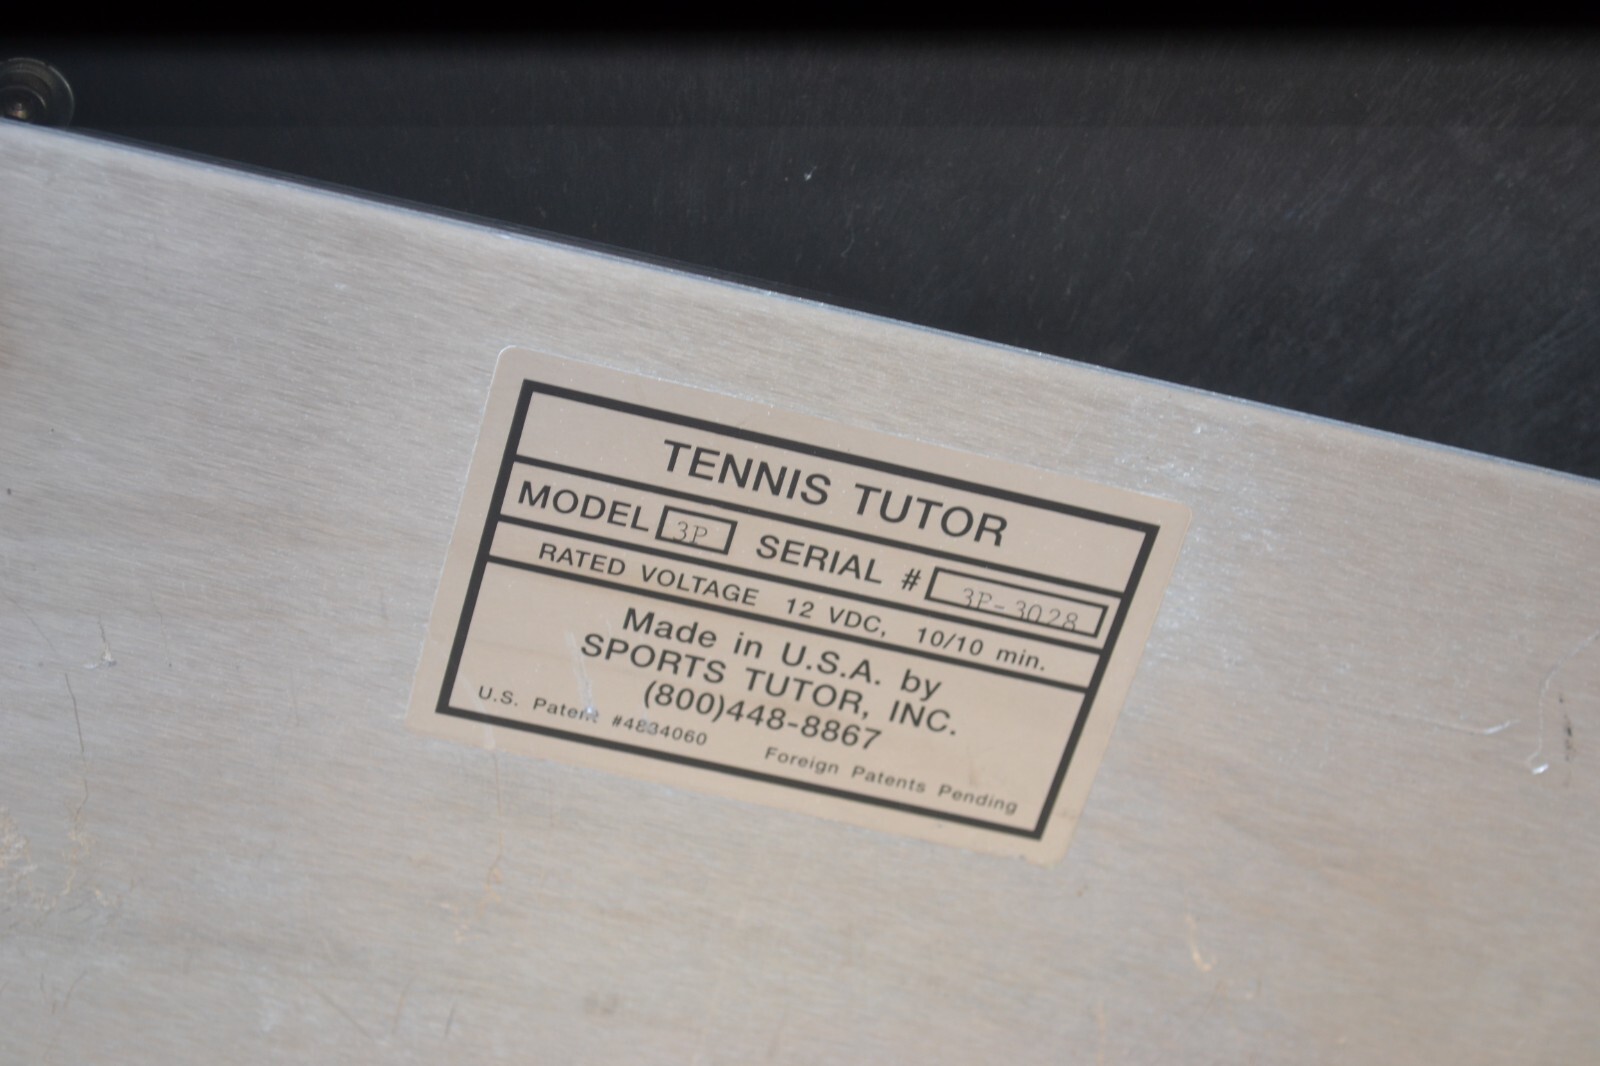 TENNIS TUTOR
MODEL 3P SERIAL # 3P-3028
RATED VOLTAGE 12 VDC, 10/10 min.
Made in U.S.A. by
SPORTS TUTOR, INC.
(800)448-8867
U.S. Patent #4834060 Foreign Patents Pending